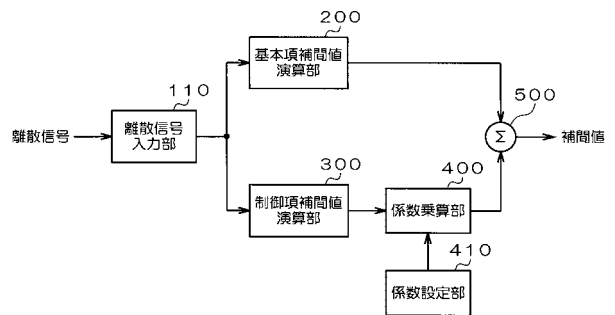 200
基本項補間値
演算部
110
離散信号
離散信号
入力部
500
Σ
補間値
300
制御項補間値
演算部
400
係数乗算部
410
係数設定部